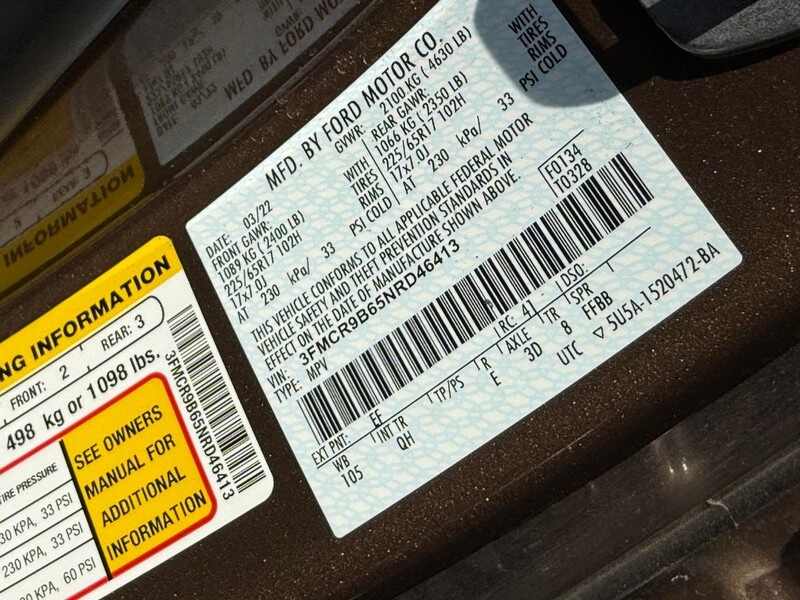 MFD. BY FORD MOTOR CO.
DATE: 03/22
GVWR: 2100 KG ( 4630 LB)
FRONT GAWR:
1089 KG ( 2400 LB)
225/65R17 102H
17x7.0J
AT 230 kPa/ 33
WITH
TIRES
RIMS
PSI COLD
REAR GAWR:
1066 KG ( 2350 LB)
225/65R17 102H
17x7.0J
AT 230 kPa/ 33
WITH
TIRES
RIMS
PSI COLD
THIS VEHICLE CONFORMS TO ALL APPLICABLE FEDERAL MOTOR
VEHICLE SAFETY AND THEFT PREVENTION STANDARDS IN
EFFECT ON THE DATE OF MANUFACTURE SHOWN ABOVE.
VIN: 3FMCR9B65NRD46413
TYPE: MPV
F0134
T0328
EXT PNT: EF RC: 41 DSO:
WB INT TR TP/PS R AXLE TR SPR
105 QH E 3D 8 FFBB
UTC ▽ 5U5A-1520472-BA
NG INFORMATION
FRONT: 2 REAR: 3
498 kg or 1098 lbs.
3FMCR9B65NRD46413
TIRE PRESSURE
30 KPA, 33 PSI
230 KPA, 33 PSI
KPA, 60 PSI
SEE OWNERS
MANUAL FOR
ADDITIONAL
INFORMATION